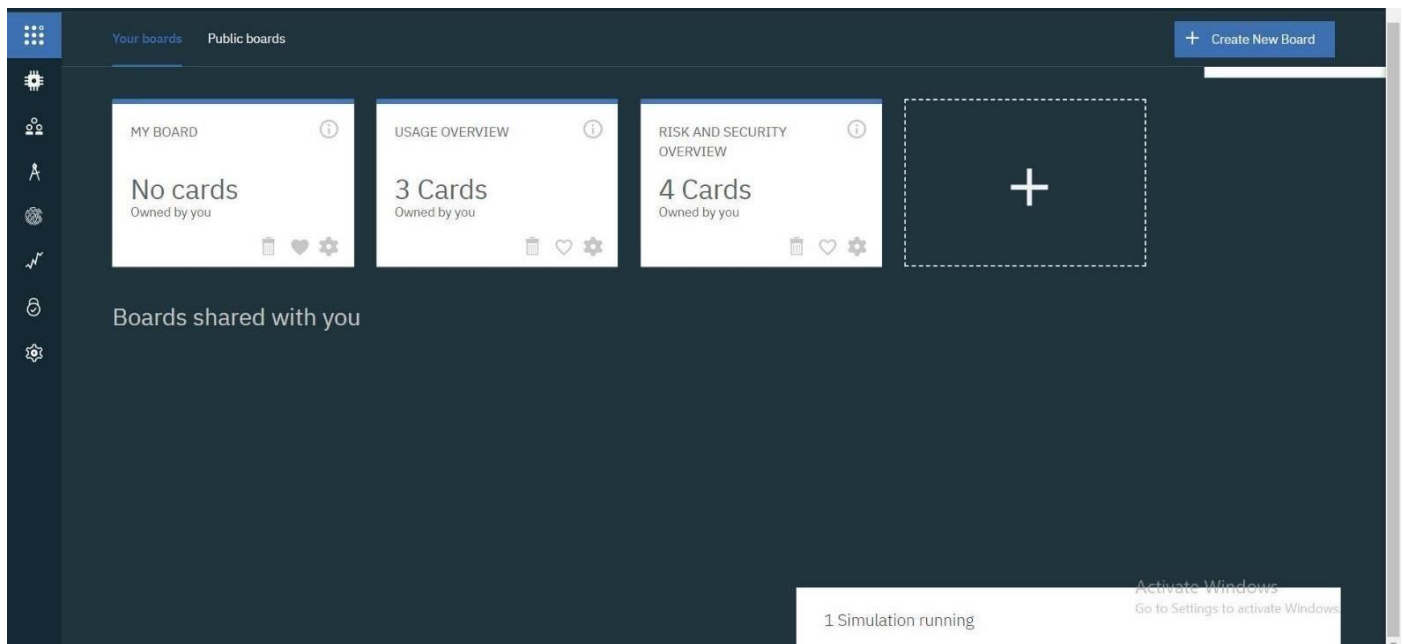 Your boards
Public boards
+ Create New Board
MY BOARD
No cards
Owned by you
USAGE OVERVIEW
3 Cards
Owned by you
RISK AND SECURITY
OVERVIEW
4 Cards
Owned by you
Boards shared with you
1 Simulation running
Activate Windows
Go to Settings to activate Windows.